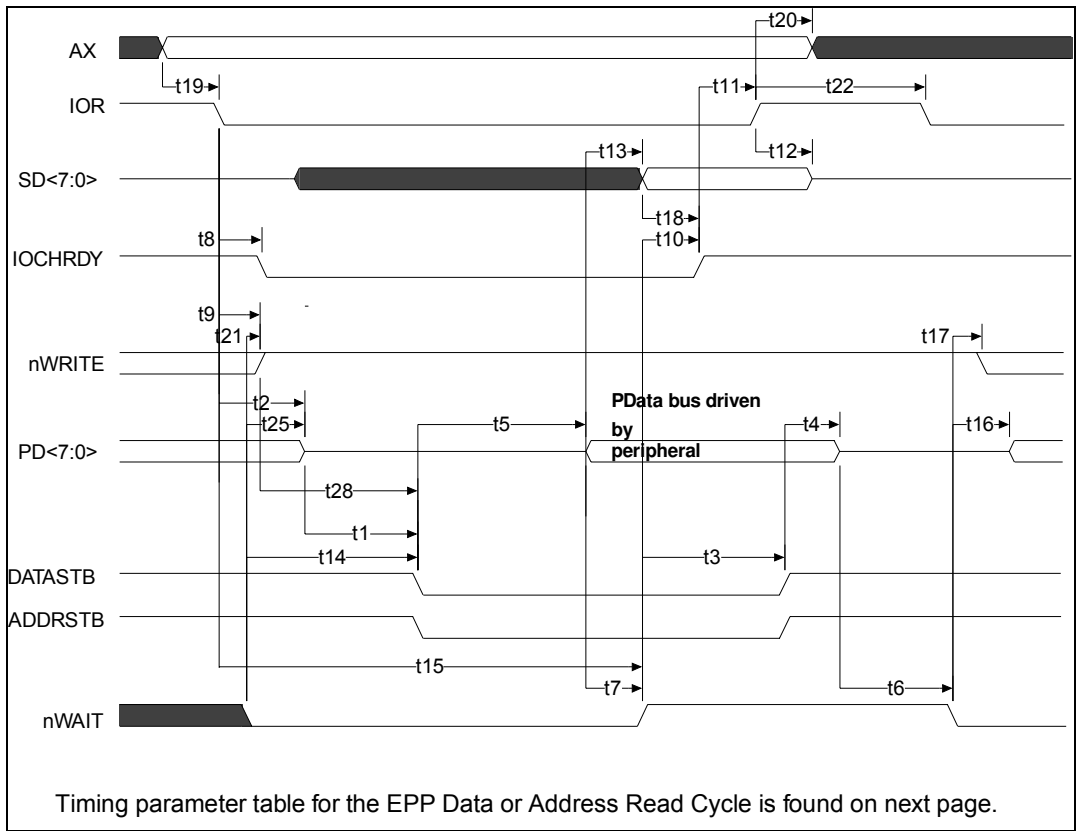 t20
AX
t19
t11
t22
IOR
t13
t12
SD<7:0>
t18
t8
t10
IOCHRDY
t9
t21
t17
nWRITE
t2
PData bus driven
t25
t5
by
t4
t16
PD<7:0>
peripheral
t28
t1
t14
t3
DATASTB
ADDRSTB
t15
t7
t6
nWAIT
Timing parameter table for the EPP Data or Address Read Cycle is found on next page.